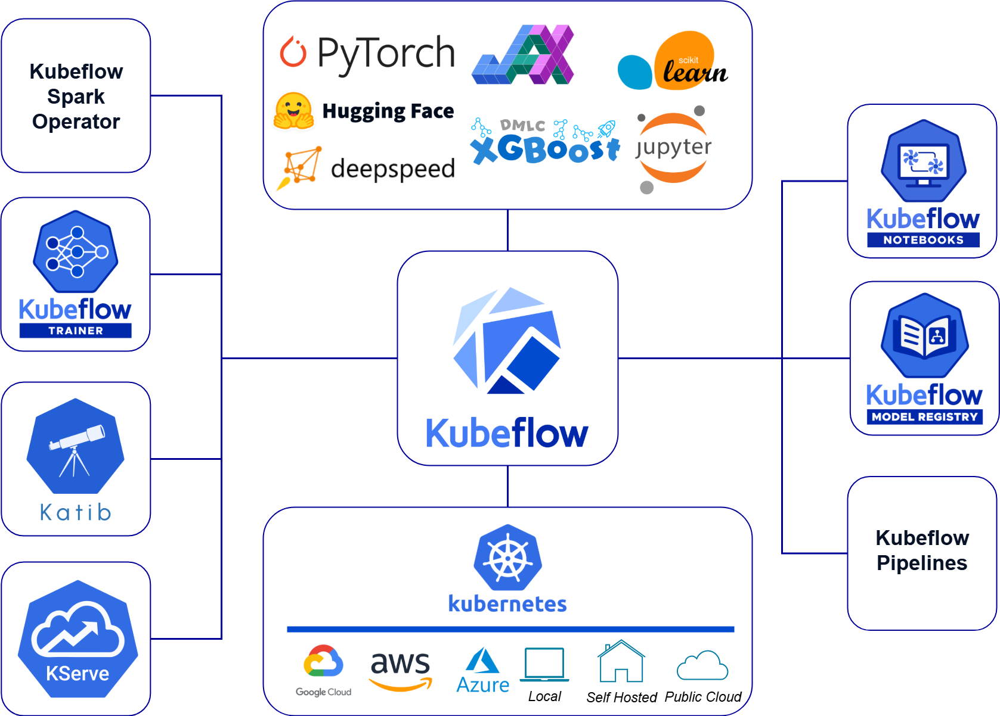 Kubeflow
Spark
Operator
Kubeflow
TRAINER
Katib
KServe
PyTorch
JAX
scikit
learn
Hugging Face
DMLC
XGBoost
jupyter
deepspeed
Kubeflow
kubernetes
Google Cloud
aws
Azure
Local
Self Hosted
Public Cloud
Kubeflow
NOTEBOOKS
Kubeflow
MODEL REGISTRY
Kubeflow
Pipelines